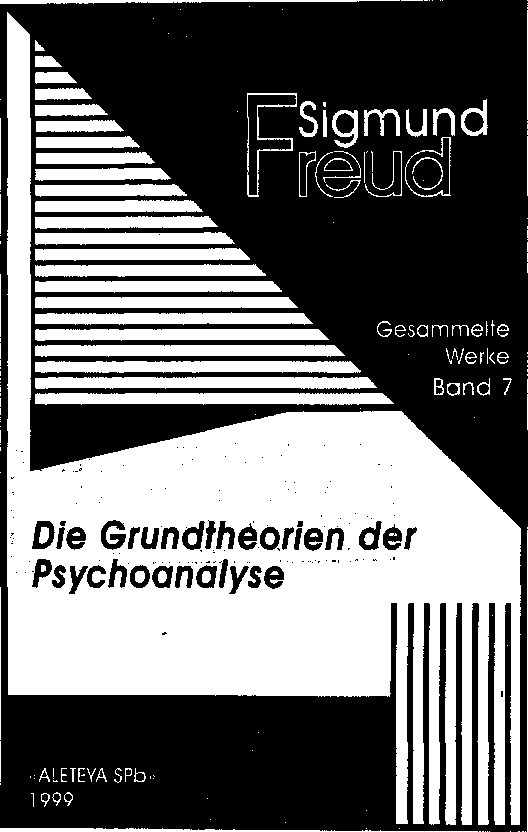 Sigmund
Freud
Gesammelte
Werke
Band 7
Die Grundtheorien der
Psychoanalyse
«ALETEYA SPb»
1999